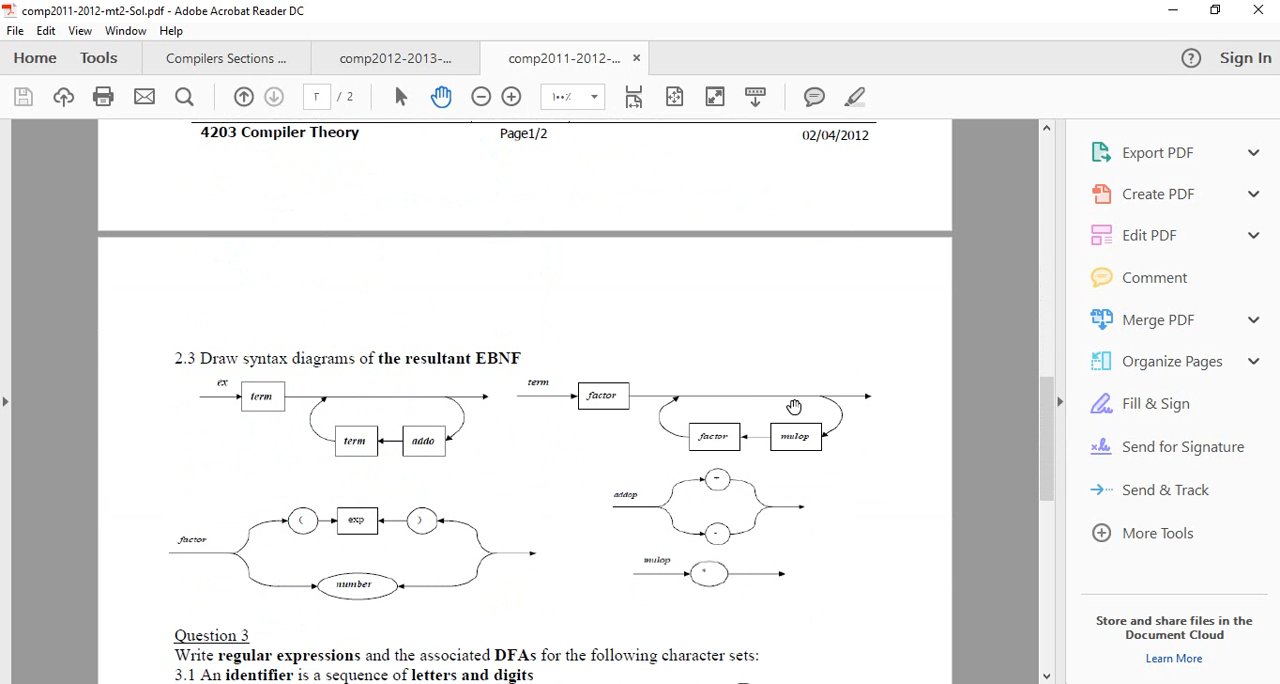 comp2011-2012-mt2-Sol.pdf - Adobe Acrobat Reader DC
File Edit View Window Help
Home Tools Compilers Sections ... comp2012-2013-... comp2011-2012-... × ? Sign In
٢ / 2 ١٠٠٪
4203 Compiler Theory Page1/2 02/04/2012
2.3 Draw syntax diagrams of the resultant EBNF
ex term term factor
term addo factor mulop
addop
-
( exp )
factor
mulop
*
number
Question 3
Write regular expressions and the associated DFAs for the following character sets:
3.1 An identifier is a sequence of letters and digits
Export PDF
Create PDF
Edit PDF
Comment
Merge PDF
Organize Pages
Fill & Sign
Send for Signature
Send & Track
More Tools
Store and share files in the
Document Cloud
Learn More